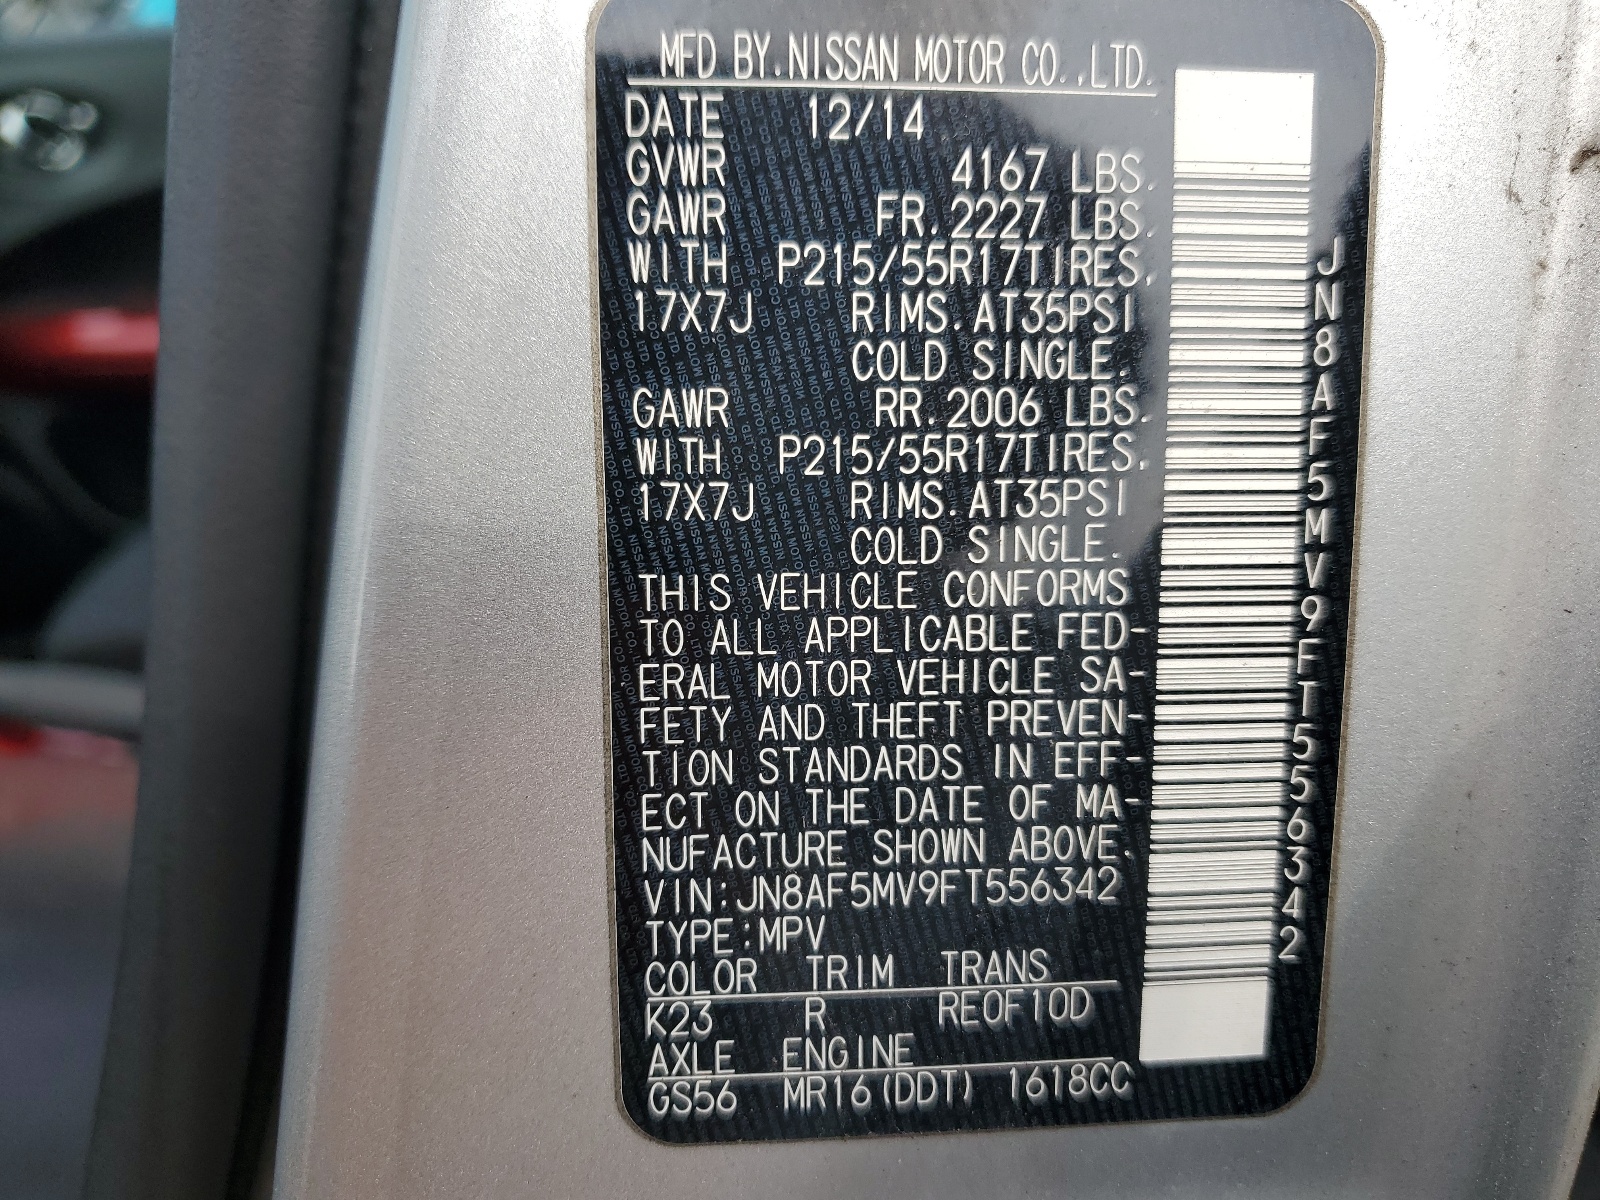 MFD BY.NISSAN MOTOR CO.,LTD.
DATE 12/14
GVWR 4167 LBS.
GAWR FR.2227 LBS.
WITH P215/55R17TIRES,
17X7J RIMS.AT35PSI
COLD SINGLE.
GAWR RR.2006 LBS.
WITH P215/55R17TIRES,
17X7J RIMS.AT35PSI
COLD SINGLE.
THIS VEHICLE CONFORMS
TO ALL APPLICABLE FED-
ERAL MOTOR VEHICLE SA-
FETY AND THEFT PREVEN-
TION STANDARDS IN EFF-
ECT ON THE DATE OF MA-
NUFACTURE SHOWN ABOVE.
VIN:JN8AF5MV9FT556342
TYPE:MPV
COLOR TRIM TRANS
K23 R RE0F10D
AXLE ENGINE
GS56 MR16(DDT) 1618CC
JN8AF5MV9FT556342